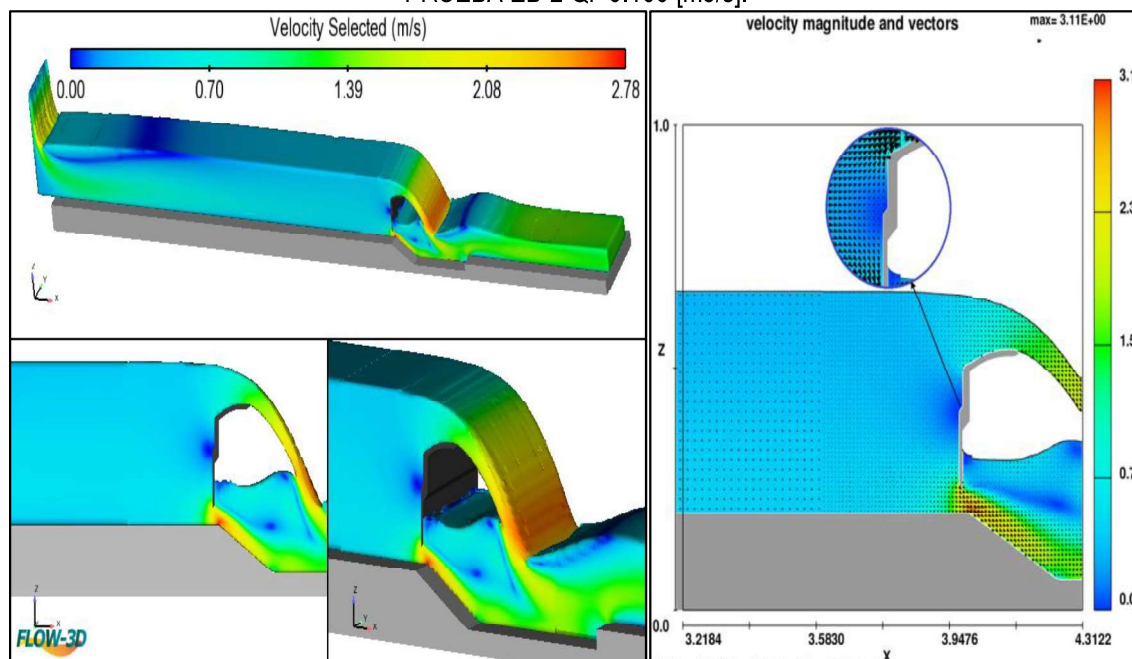 Velocity Selected (m/s)
0.00 0.70 1.39 2.08 2.78
Z Y X
Z Y X
FLOW-3D
Z Y X
velocity magnitude and vectors
max= 3.11E+00
1.0
Z
0.0
3.2184 3.5830 3.9476 4.3122
X